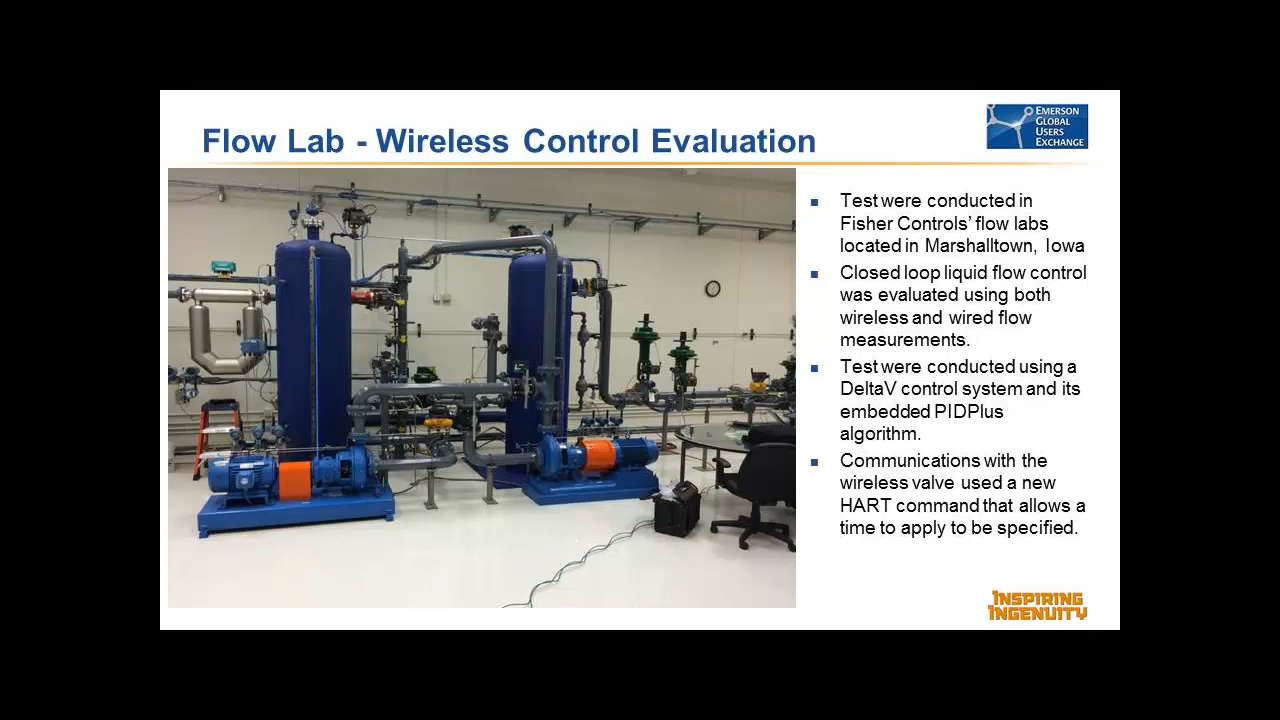 Flow Lab - Wireless Control Evaluation
EMERSON
GLOBAL
USERS
EXCHANGE
Test were conducted in
Fisher Controls' flow labs
located in Marshalltown, Iowa
Closed loop liquid flow control
was evaluated using both
wireless and wired flow
measurements.
Test were conducted using a
DeltaV control system and its
embedded PIDPlus
algorithm.
Communications with the
wireless valve used a new
HART command that allows a
time to apply to be specified.
INSPIRING
INGENUITY